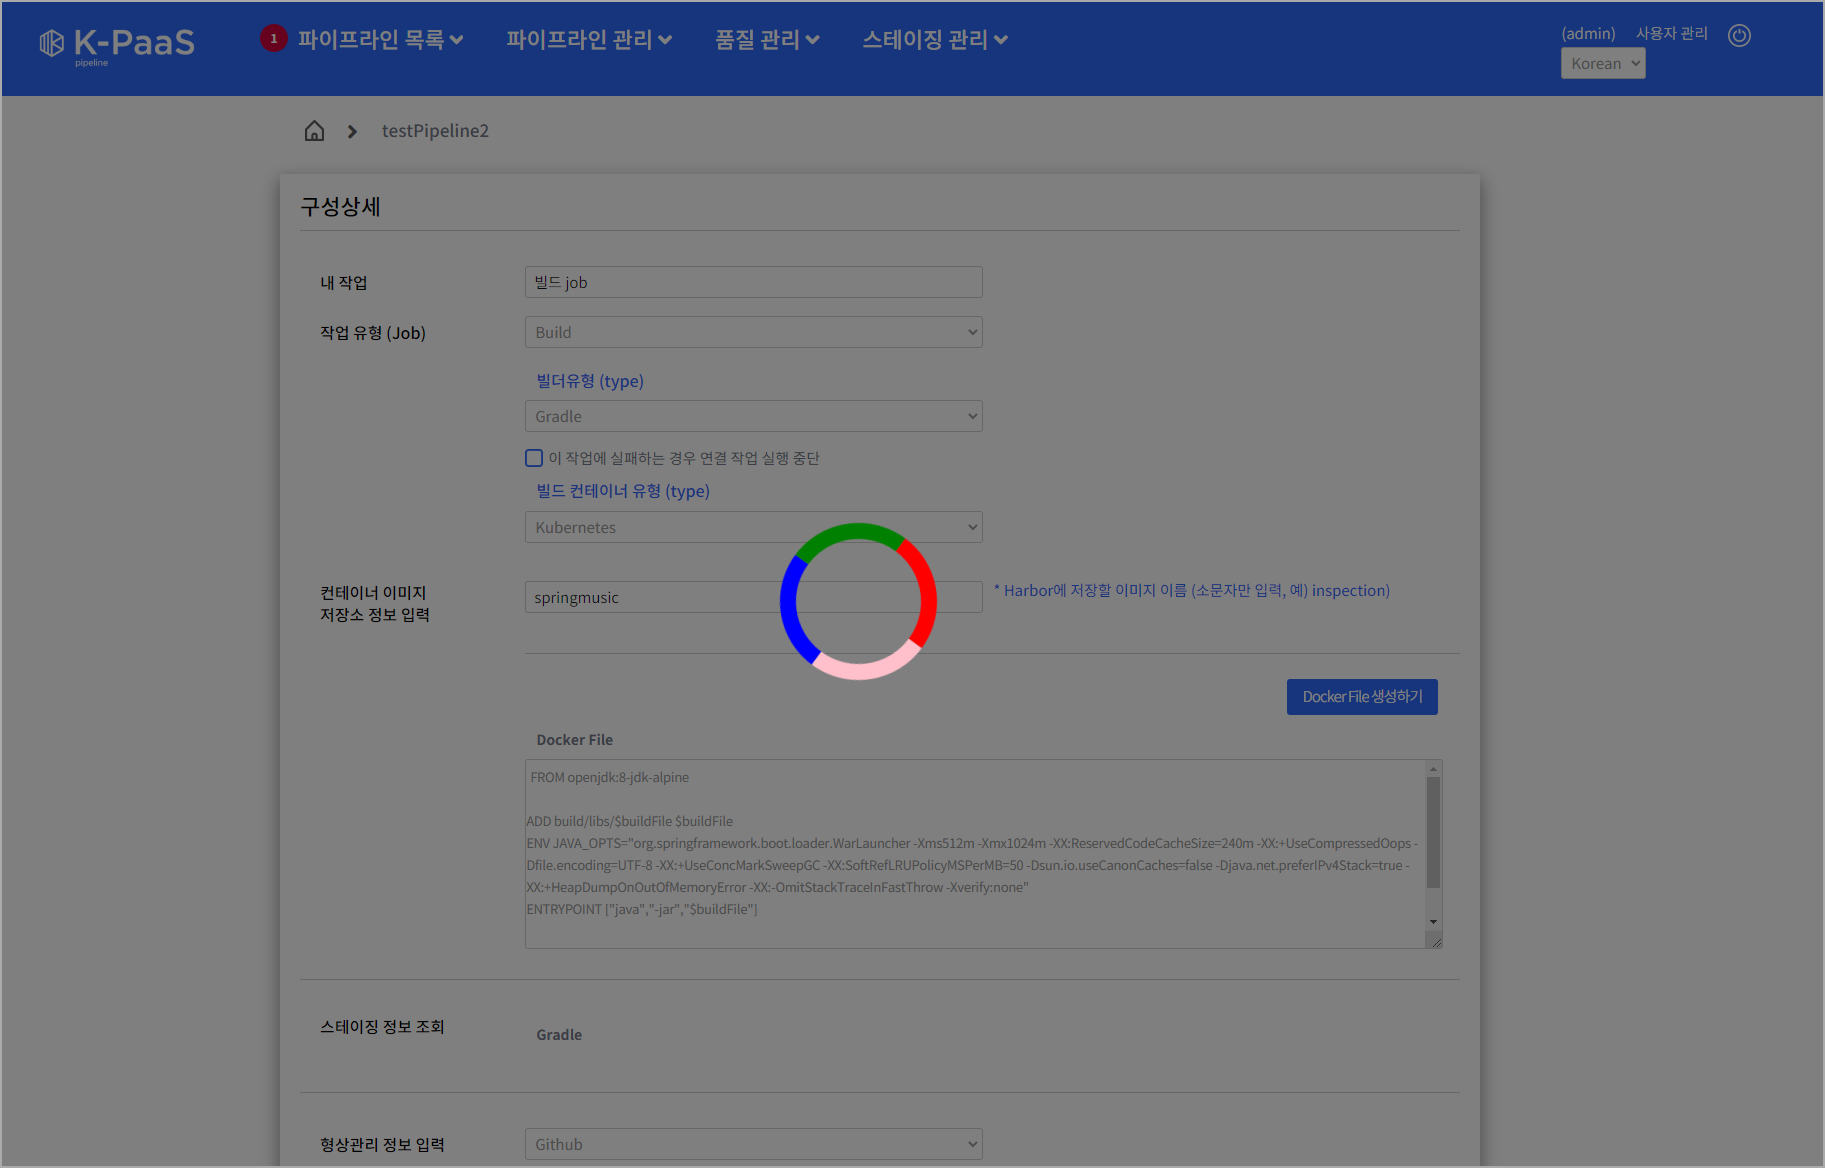 K-PaaS
pipeline
1 파이프라인 목록
파이프라인 관리
품질 관리
스테이징 관리
(admin) 사용자 관리
Korean
testPipeline2
구성상세
내 작업
빌드 job
작업 유형 (Job)
Build
빌더유형 (type)
Gradle
이 작업에 실패하는 경우 연결 작업 실행 중단
빌드 컨테이너 유형 (type)
Kubernetes
컨테이너 이미지
저장소 정보 입력
springmusic
* Harbor에 저장할 이미지 이름 (소문자만 입력, 예) inspection)
Docker File 생성하기
Docker File
FROM openjdk:8-jdk-alpine
ADD build/libs/$buildFile $buildFile
ENV JAVA_OPTS="org.springframework.boot.loader.WarLauncher -Xms512m -Xmx1024m -XX:ReservedCodeCacheSize=240m -XX:+UseCompressedOops -
Dfile.encoding=UTF-8 -XX:+UseConcMarkSweepGC -XX:SoftRefLRUPolicyMSPerMB=50 -Dsun.io.useCanonCaches=false -Djava.net.preferIPv4Stack=true -
XX:+HeapDumpOnOutOfMemoryError -XX:-OmitStackTraceInFastThrow -Xverify:none"
ENTRYPOINT ["java","-jar","$buildFile"]
스테이징 정보 조회
Gradle
형상관리 정보 입력
Github